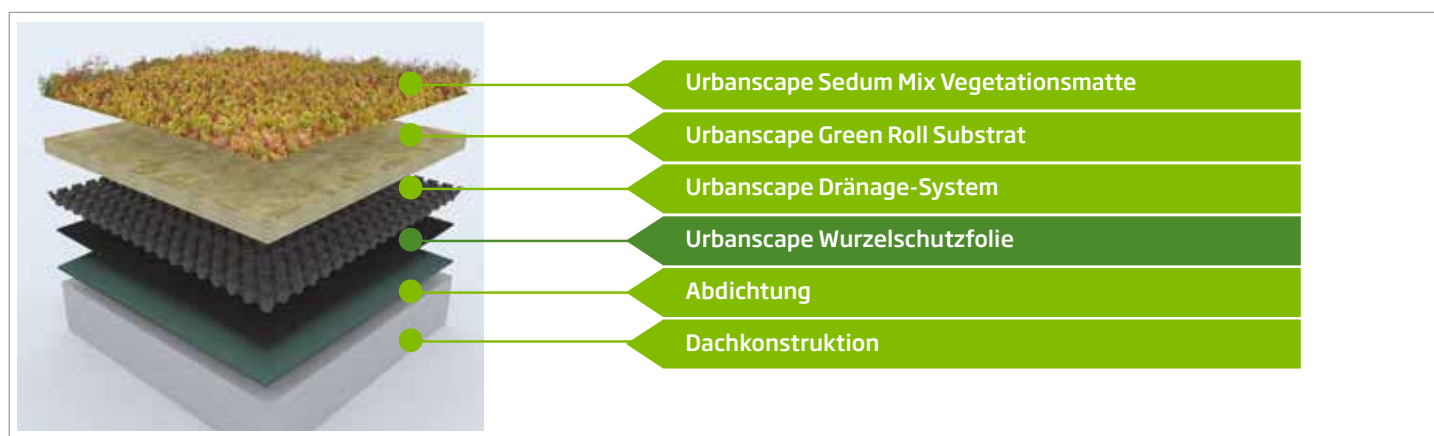 Urbanscape Sedum Mix Vegetationsmatte
Urbanscape Green Roll Substrat
Urbanscape Dränage-System
Urbanscape Wurzelschutzfolie
Abdichtung
Dachkonstruktion